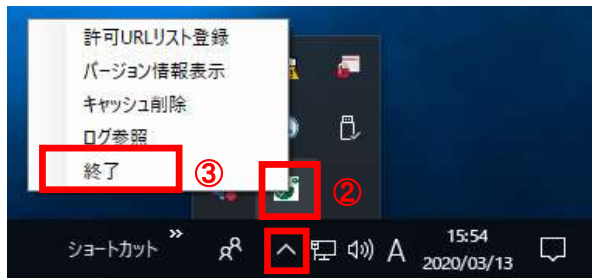 許可URLリスト登録
バージョン情報表示
キャッシュ削除
ログ参照
終了
③
②
ショートカット
A
15:54
2020/03/13